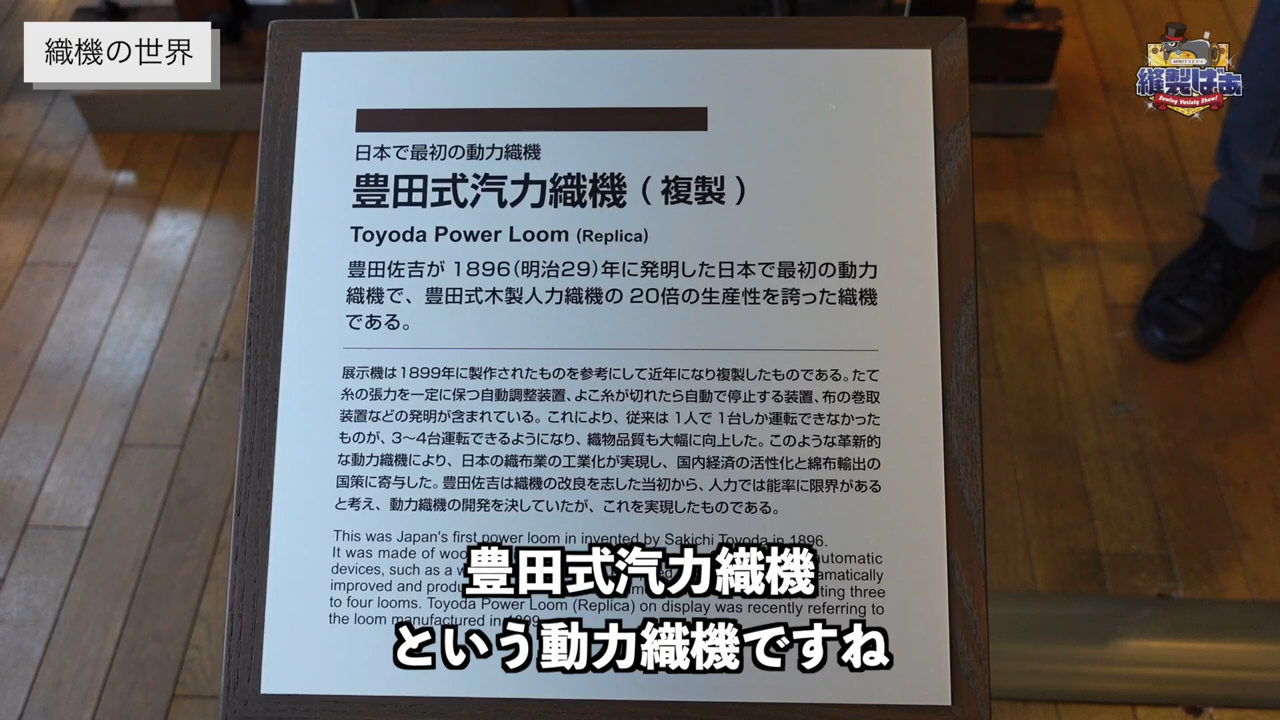 織機の世界
縫製ばぁ
Sewing Variety Show!
日本で最初の動力織機
豊田式汽力織機(複製)
Toyoda Power Loom (Replica)
豊田佐吉が1896(明治29)年に発明した日本で最初の動力
織機で、豊田式木製人力織機の20倍の生産性を誇った織機
である。
展示機は1899年に製作されたものを参考にして近年になり複製したものである。たて
糸の張力を一定に保つ自動調整装置、よこ糸が切れたら自動で停止する装置、布の巻取
装置などの発明が含まれている。これにより、従来は1人で1台しか運転できなかった
ものが、3〜4台運転できるようになり、織物品質も大幅に向上した。このような革新的
な動力織機により、日本の織布業の工業化が実現し、国内経済の活性化と綿布輸出の
国策に寄与した。豊田佐吉は織機の改良を志した当初から、人力では能率に限界がある
と考え、動力織機の開発を決していたが、これを実現したものである。
This was Japan's first power loom in invented by Sakichi Toyoda in 1896.
It was made of automatic
devices, such as a
improved and three
to four looms. Toyoda Power Loom (Replica) on display was recently referring to
the loom manufactured in 1899.
豊田式汽力織機
という動力織機ですね